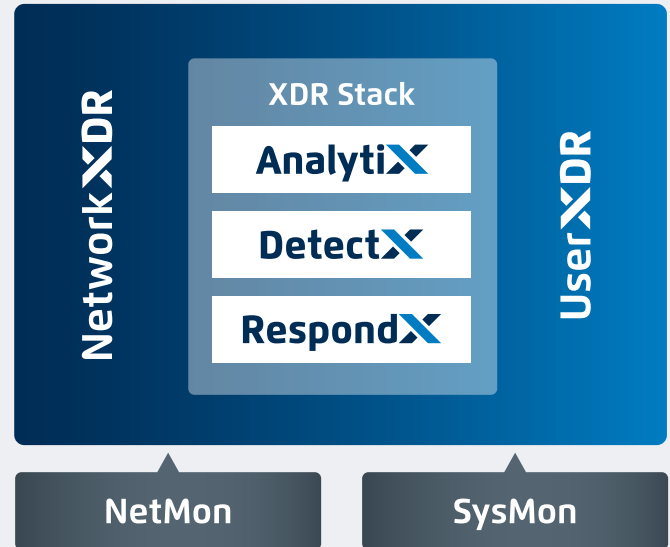 NetworkXDR
XDR Stack
AnalytiX
DetectX
RespondX
UserXDR
NetMon
SysMon